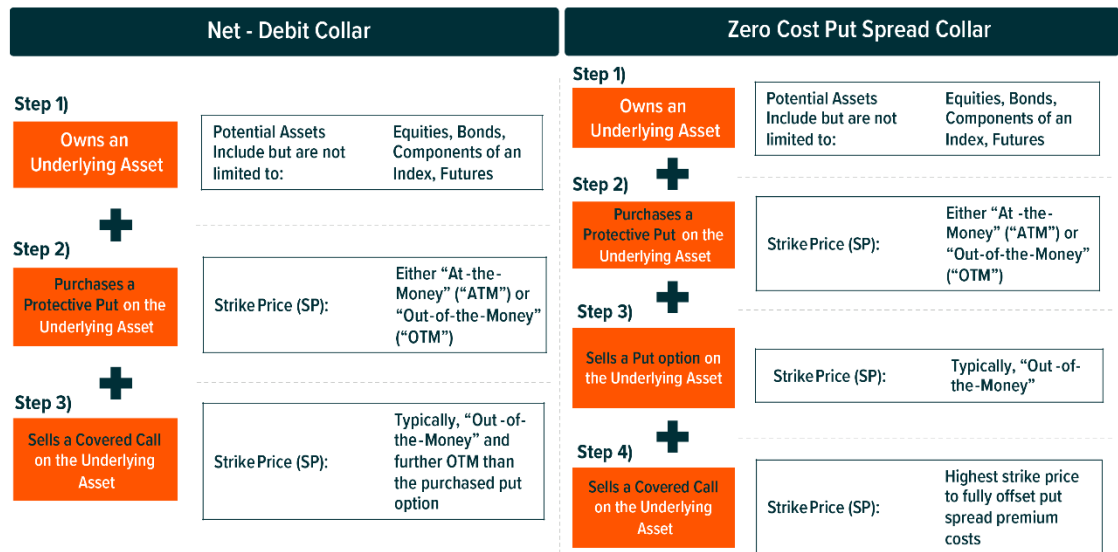 Net - Debit Collar
Step 1)
Owns an
Underlying Asset
Potential Assets
Include but are not
limited to:
Equities, Bonds,
Components of an
Index, Futures
Step 2)
Purchases a
Protective Put on the
Underlying Asset
Strike Price (SP):
Either “At -the-
Money” (“ATM”) or
“Out-of-the-Money”
(“OTM”)
Step 3)
Sells a Covered Call
on the Underlying
Asset
Strike Price (SP):
Typically, “Out -of-
the-Money” and
further OTM than
the purchased put
option
Zero Cost Put Spread Collar
Step 1)
Owns an
Underlying Asset
Potential Assets
Include but are not
limited to:
Equities, Bonds,
Components of an
Index, Futures
Step 2)
Purchases a
Protective Put on the
Underlying Asset
Strike Price (SP):
Either “At -the-
Money” (“ATM”) or
“Out-of-the-Money”
(“OTM”)
Step 3)
Sells a Put option on
the Underlying Asset
Strike Price (SP):
Typically, “Out -of-
the-Money”
Step 4)
Sells a Covered Call
on the Underlying
Asset
Strike Price (SP):
Highest strike price
to fully offset put
spread premium
costs